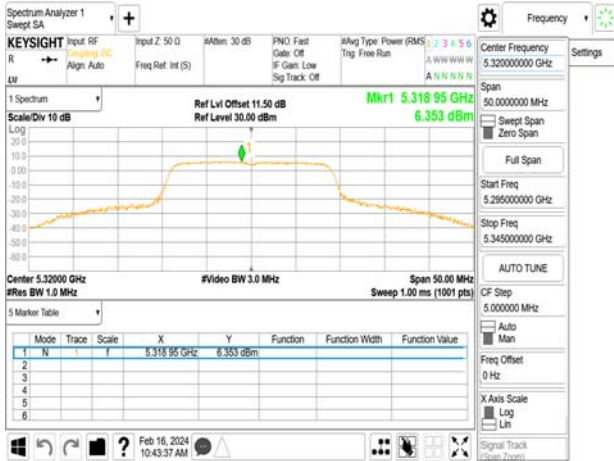 Spectrum Analyzer 1
Swept SA
Frequency
KEYSIGHT
Input: RF
Coupling: DC
Align: Auto
Input Z: 50 Ω
Freq Ref: Int (S)
#Atten: 30 dB
PNO: Fast
Gate: Off
IF Gain: Low
Sig Track: Off
#Avg Type: Power (RMS
Trig: Free Run
1 2 3 4 5 6
A W W W W W
A N N N N N
R
LXI
Center Frequency
5.320000000 GHz
Settings
Span
50.0000000 MHz
Swept Span
Zero Span
Full Span
Start Freq
5.295000000 GHz
Stop Freq
5.345000000 GHz
AUTO TUNE
CF Step
5.000000 MHz
Auto
Man
Freq Offset
0 Hz
X Axis Scale
Log
Lin
Signal Track
(Span Zoom)
1 Spectrum
Scale/Div 10 dB
Ref Lvl Offset 11.50 dB
Ref Level 30.00 dBm
Mkr1 5.318 95 GHz
6.353 dBm
Log
20.0
10.0
0.00
-10.0
-20.0
-30.0
-40.0
-50.0
-60.0
1
Center 5.32000 GHz
#Res BW 1.0 MHz
#Video BW 3.0 MHz
Span 50.00 MHz
Sweep 1.00 ms (1001 pts)
5 Marker Table
Mode Trace Scale X Y Function Function Width Function Value
1 N 1 f 5.318 95 GHz 6.353 dBm
2
3
4
5
6
Feb 16, 2024
10:43:37 AM